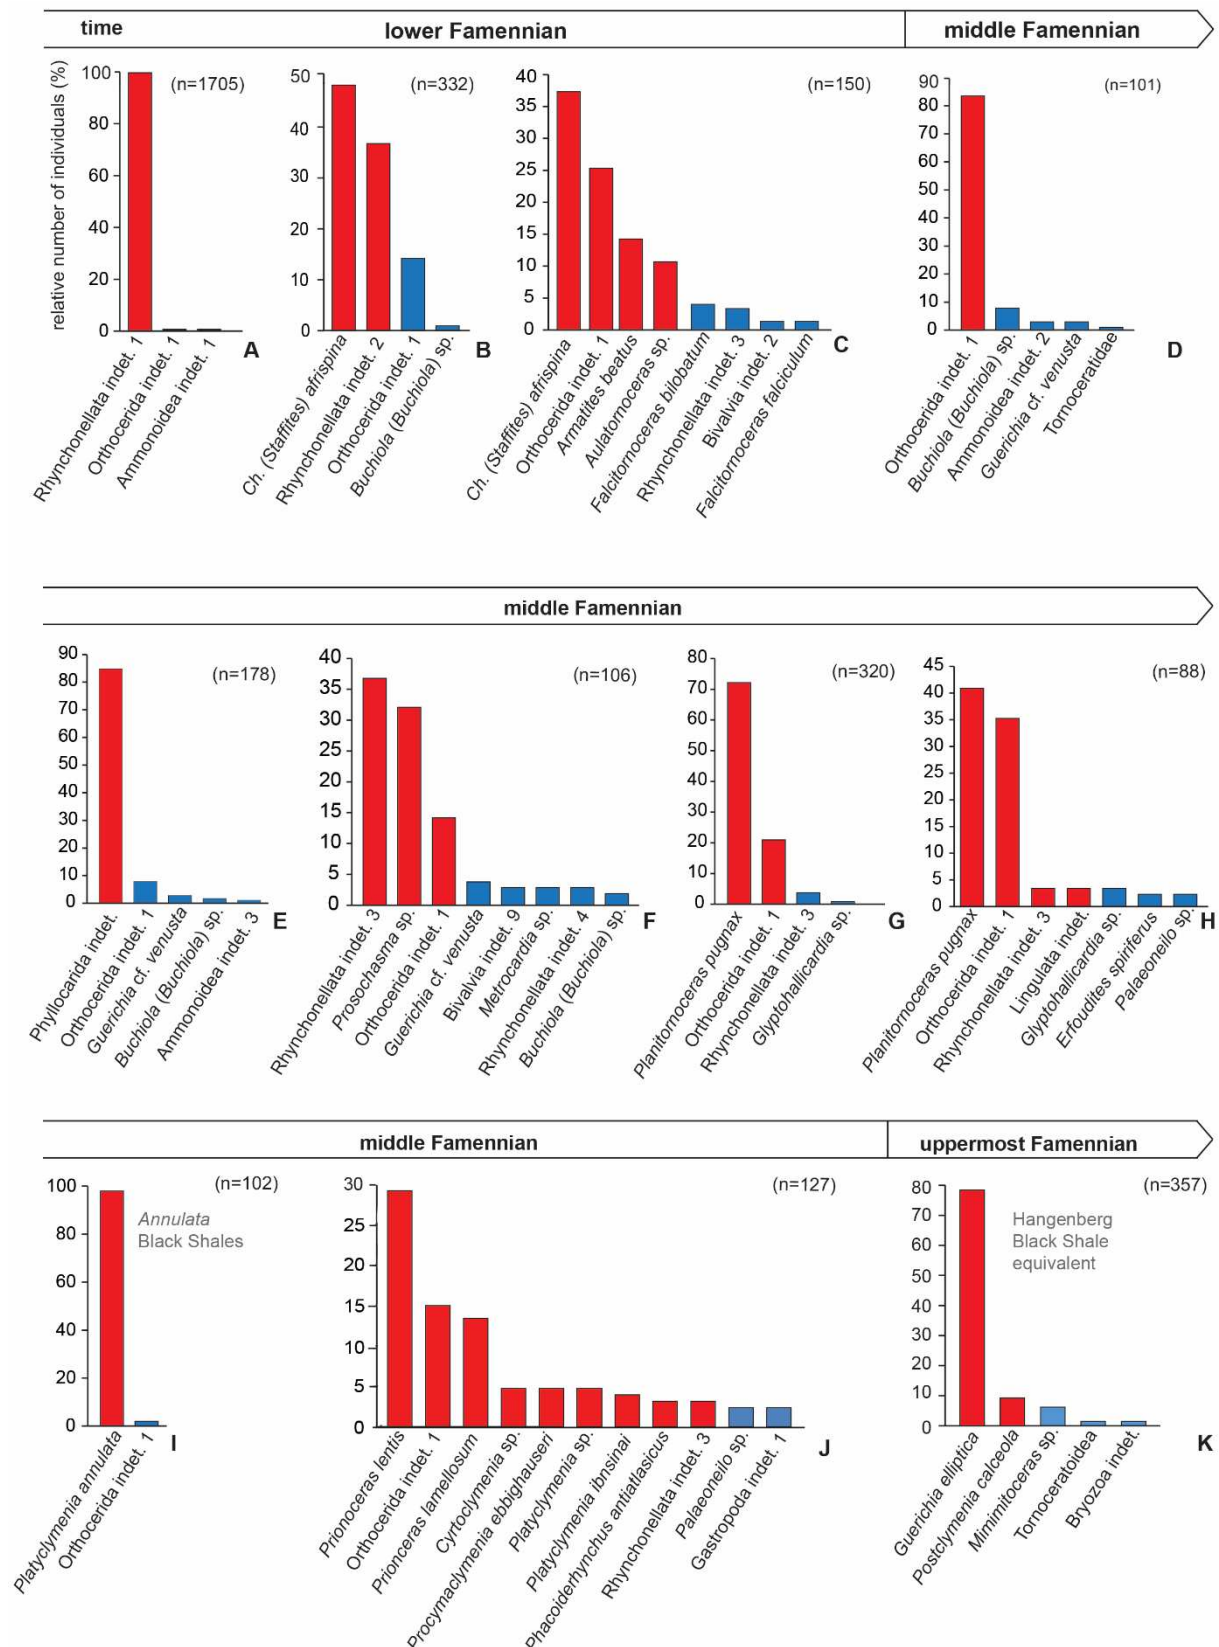 time
lower Famennian
middle Famennian
relative number of individuals (%)
100
80
60
40
20
0
(n=1705)
Rhynchonellata indet. 1
Orthocerida indet. 1
Ammonoidea indet. 1
A
50
40
30
20
10
0
(n=332)
Ch. (Staffites) afrispina
Rhynchonellata indet. 2
Orthocerida indet. 1
Buchiola (Buchiola) sp.
B
40
35
30
25
20
15
10
5
0
(n=150)
Ch. (Staffites) afrispina
Orthocerida indet. 1
Armatites beatus
Aulatornoceras sp.
Falcitornoceras bilobatum
Rhynchonellata indet. 3
Bivalvia indet. 2
Falcitornoceras falciculum
C
90
80
70
60
50
40
30
20
10
0
(n=101)
Orthocerida indet. 1
Buchiola (Buchiola) sp.
Ammonoidea indet. 2
Guerichia cf. venusta
Tornoceratidae
D
middle Famennian
90
80
70
60
50
40
30
20
10
0
(n=178)
Phyllocarida indet.
Orthocerida indet. 1
Guerichia cf. venusta
Buchiola (Buchiola) sp.
Ammonoidea indet. 3
E
40
35
30
25
20
15
10
5
0
(n=106)
Rhynchonellata indet. 3
Prosochasma sp.
Orthocerida indet. 1
Guerichia cf. venusta
Bivalvia indet. 9
Metrocardia sp.
Rhynchonellata indet. 4
Buchiola (Buchiola) sp.
F
80
70
60
50
40
30
20
10
0
(n=320)
Planitornoceras pugnax
Orthocerida indet. 1
Rhynchonellata indet. 3
Glyptohallicardia sp.
G
45
40
35
30
25
20
15
10
5
0
(n=88)
Planitornoceras pugnax
Orthocerida indet. 1
Rhynchonellata indet. 3
Lingulata indet.
Glyptohallicardia sp.
Erfoudites spiriferus
Palaeoneilo sp.
H
middle Famennian
uppermost Famennian
100
80
60
40
20
0
(n=102)
Annulata
Black Shales
Platyclymenia annulata
Orthocerida indet. 1
I
30
25
20
15
10
5
0
(n=127)
Prionoceras lentis
Orthocerida indet. 1
Prionceras lamellosum
Cyrtoclymenia sp.
Procymaclymenia ebbighauseri
Platyclymenia sp.
Platyclymenia ibnsinai
Phacoiderhynchus antiatlasicus
Rhynchonellata indet. 3
Palaeoneilo sp.
Gastropoda indet. 1
J
80
70
60
50
40
30
20
10
0
(n=357)
Hangenberg
Black Shale
equivalent
Guerichia elliptica
Postclymenia calceola
Mimimitoceras sp.
Tornoceratoidea
Bryozoa indet.
K